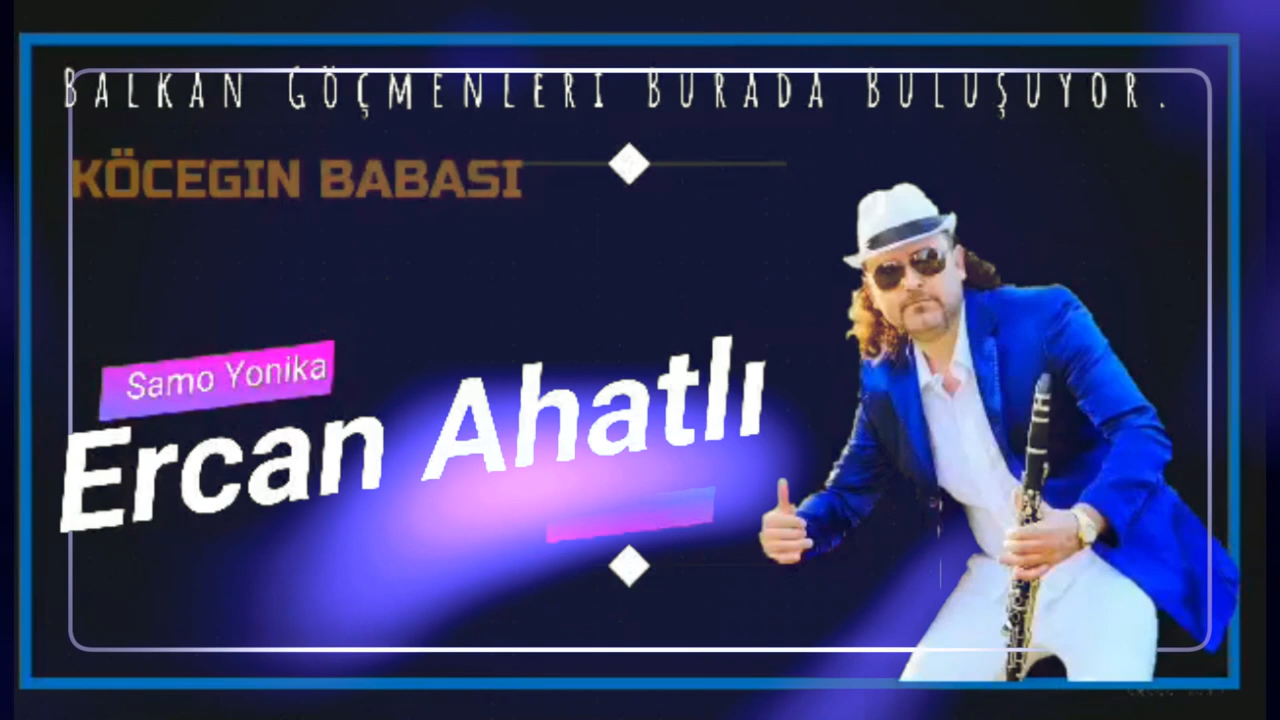 BALKAN GÖÇMENLERİ BURADA BULUŞUYOR.
KÖCEGIN BABASI
Samo Yonika
Ercan Ahatlı